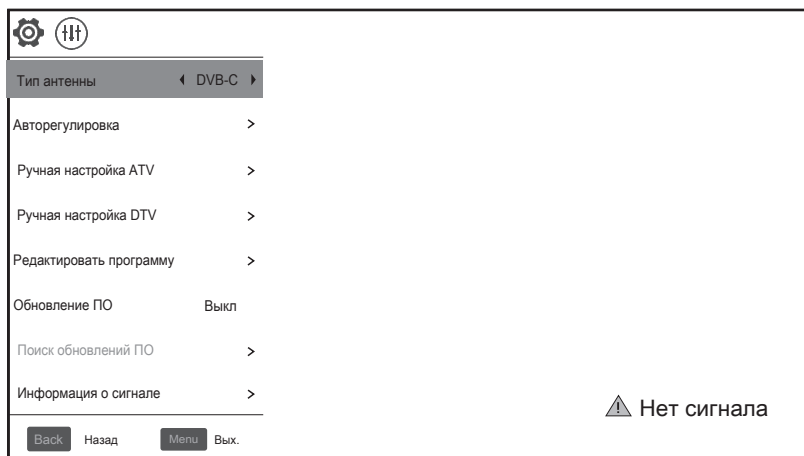 Тип антенны DVB-C
Авторегулировка >
Ручная настройка ATV >
Ручная настройка DTV >
Редактировать программу >
Обновление ПО Выкл
Поиск обновлений ПО >
Информация о сигнале >
Нет сигнала
Back Назад Menu Вых.